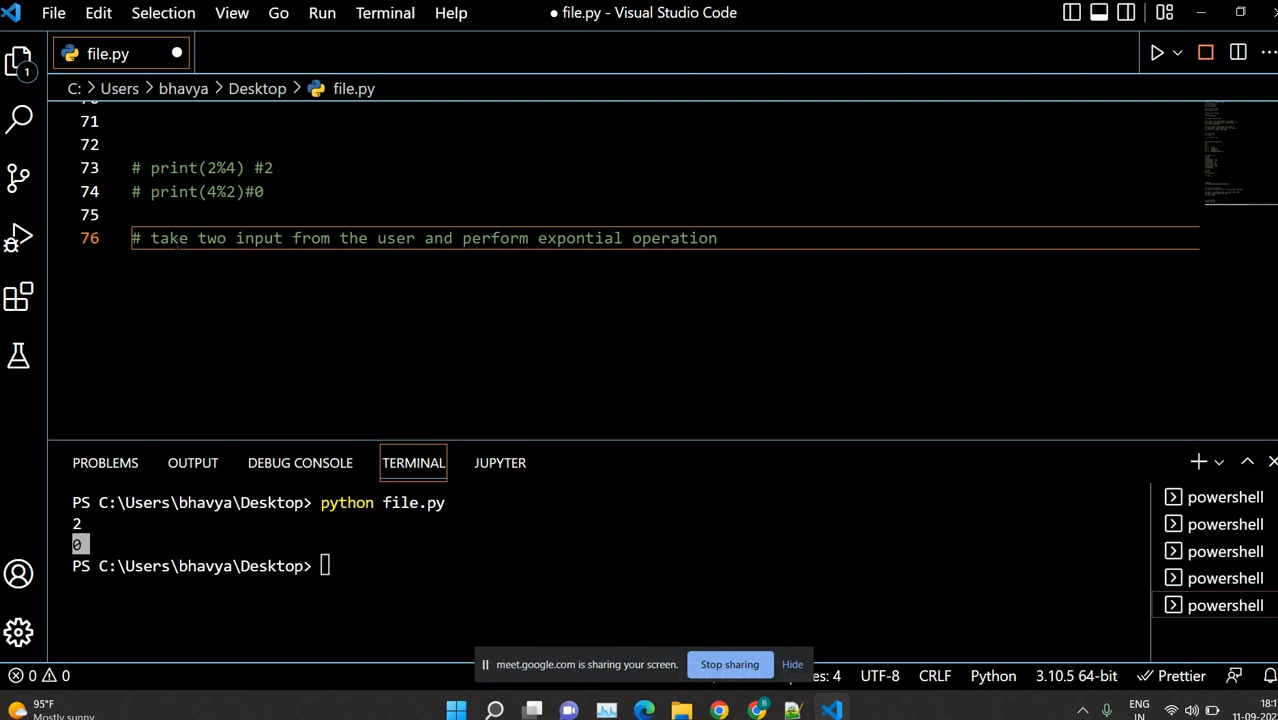 File Edit Selection View Go Run Terminal Help
● file.py - Visual Studio Code
file.py
C: > Users > bhavya > Desktop > file.py
71
72
73 # print(2%4) #2
74 # print(4%2)#0
75
76 # take two input from the user and perform expontial operation
1
PROBLEMS OUTPUT DEBUG CONSOLE TERMINAL JUPYTER
PS C:\Users\bhavya\Desktop> python file.py
2
0
PS C:\Users\bhavya\Desktop>
powershell
powershell
powershell
powershell
powershell
meet.google.com is sharing your screen. Stop sharing Hide
0 0 Spaces: 4 UTF-8 CRLF Python 3.10.5 64-bit Prettier
95°F
Mostly sunny
ENG
IN